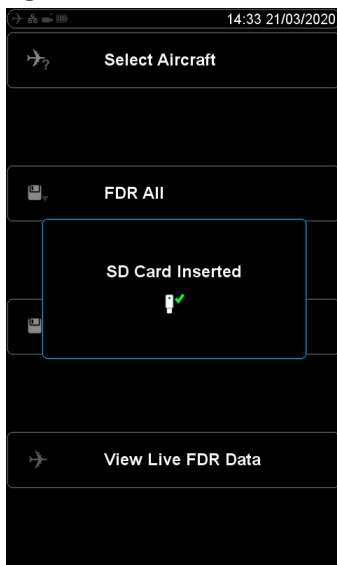 14:33 21/03/2020
Select Aircraft
?
FDR All
SD Card Inserted
View Live FDR Data